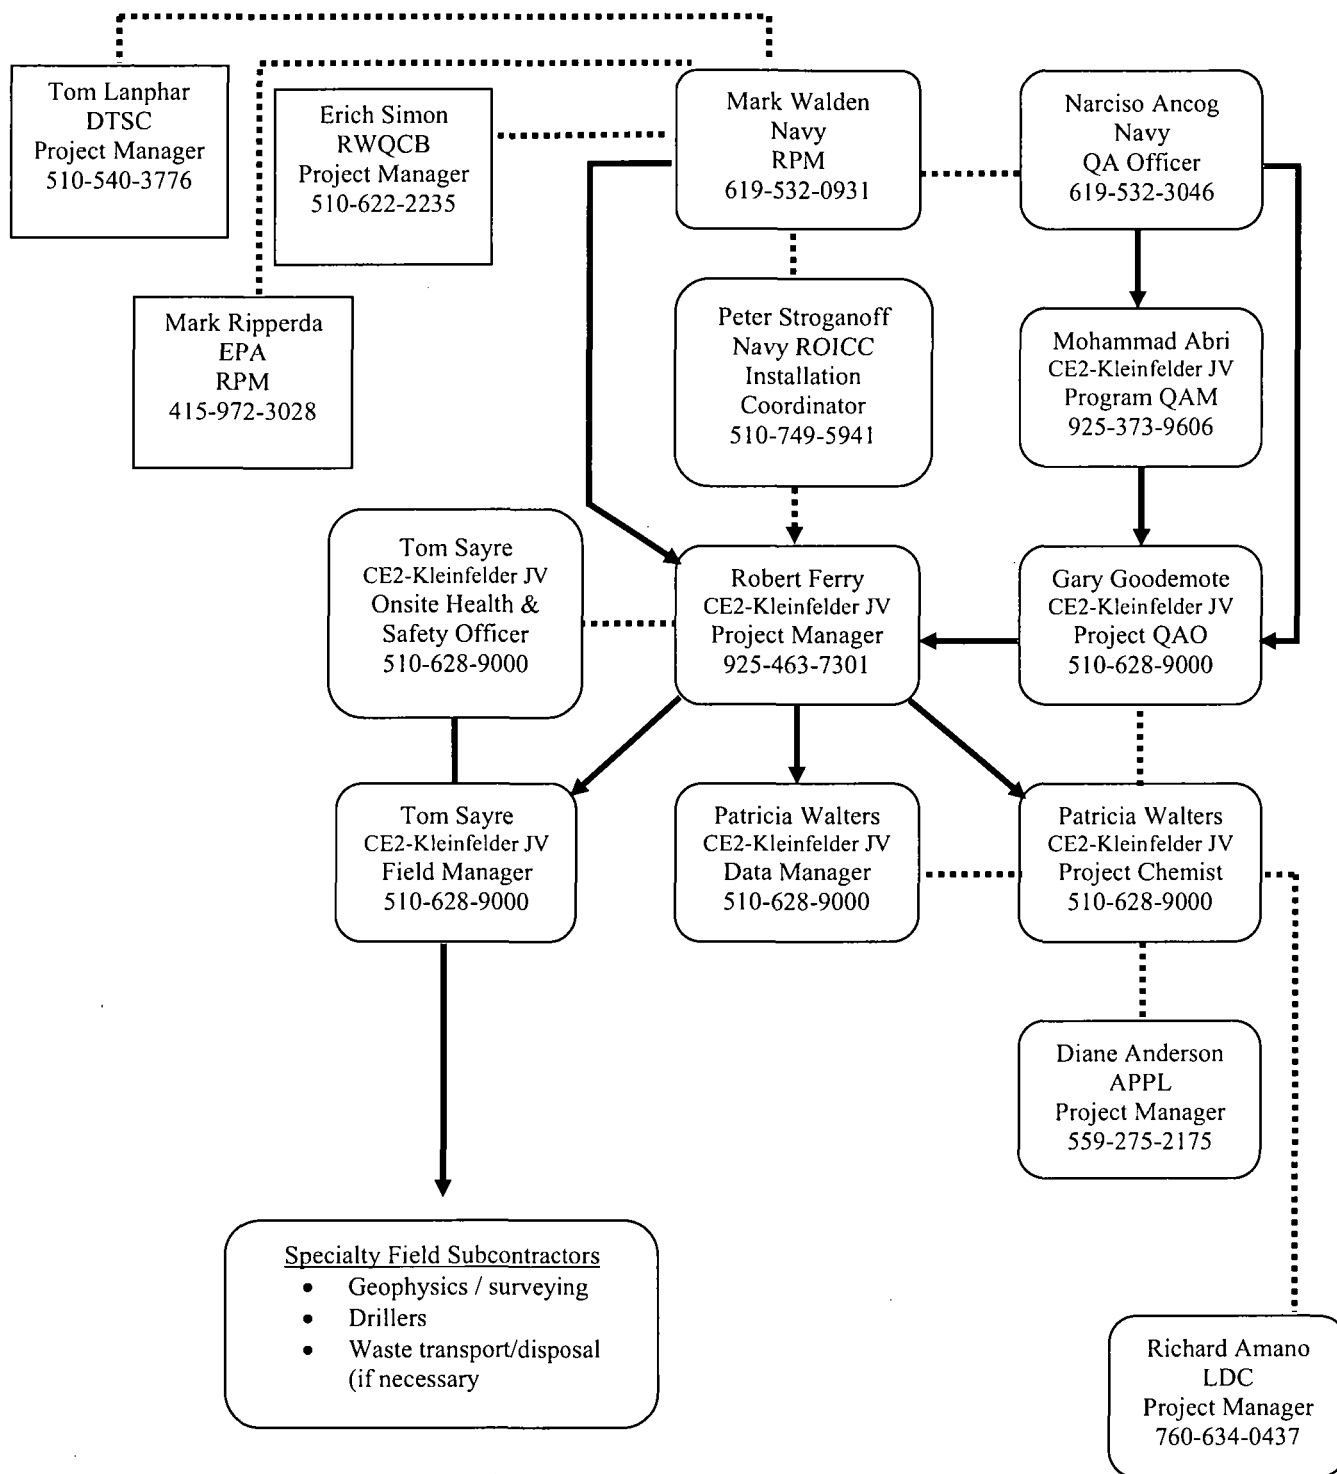 Tom Lanphar
DTSC
Project Manager
510-540-3776
Erich Simon
RWQCB
Project Manager
510-622-2235
Mark Walden
Navy
RPM
619-532-0931
Narciso Ancog
Navy
QA Officer
619-532-3046
Mark Ripperda
EPA
RPM
415-972-3028
Peter Stroganoff
Navy ROICC
Installation
Coordinator
510-749-5941
Mohammad Abri
CE2-Kleinfelder JV
Program QAM
925-373-9606
Tom Sayre
CE2-Kleinfelder JV
Onsite Health &
Safety Officer
510-628-9000
Robert Ferry
CE2-Kleinfelder JV
Project Manager
925-463-7301
Gary Goodemote
CE2-Kleinfelder JV
Project QAO
510-628-9000
Tom Sayre
CE2-Kleinfelder JV
Field Manager
510-628-9000
Patricia Walters
CE2-Kleinfelder JV
Data Manager
510-628-9000
Patricia Walters
CE2-Kleinfelder JV
Project Chemist
510-628-9000
Diane Anderson
APPL
Project Manager
559-275-2175
Specialty Field Subcontractors
• Geophysics / surveying
• Drillers
• Waste transport/disposal
(if necessary
Richard Amano
LDC
Project Manager
760-634-0437